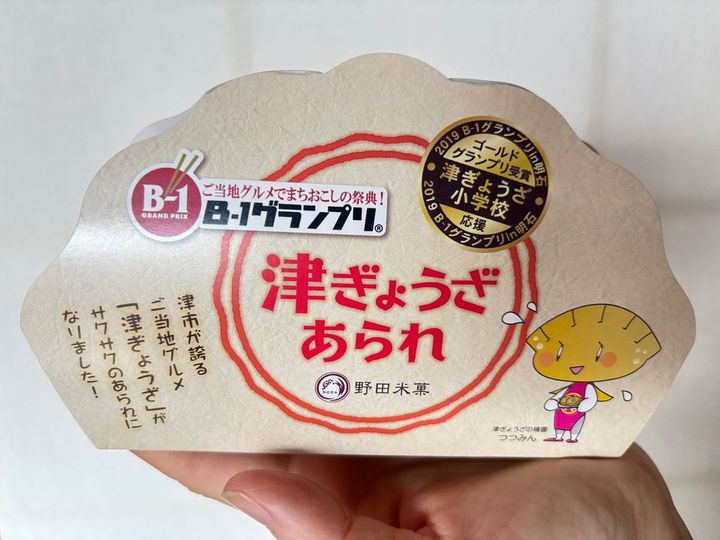 B-1
GRAND PRIX
ご当地グルメでまちおこしの祭典!
B-1グランプリ®
2019 B-1グランプリin明石
ゴールド
グランプリ受賞
津ぎょうざ
小学校
応援
2019 B-1グランプリin明石
津ぎょうざ
あられ
NODA
野田米菓
津市が誇る
ご当地グルメ
「津ぎょうざ」が
サクサクのあられに
なりました!
津ぎょうざの精霊
つつみん